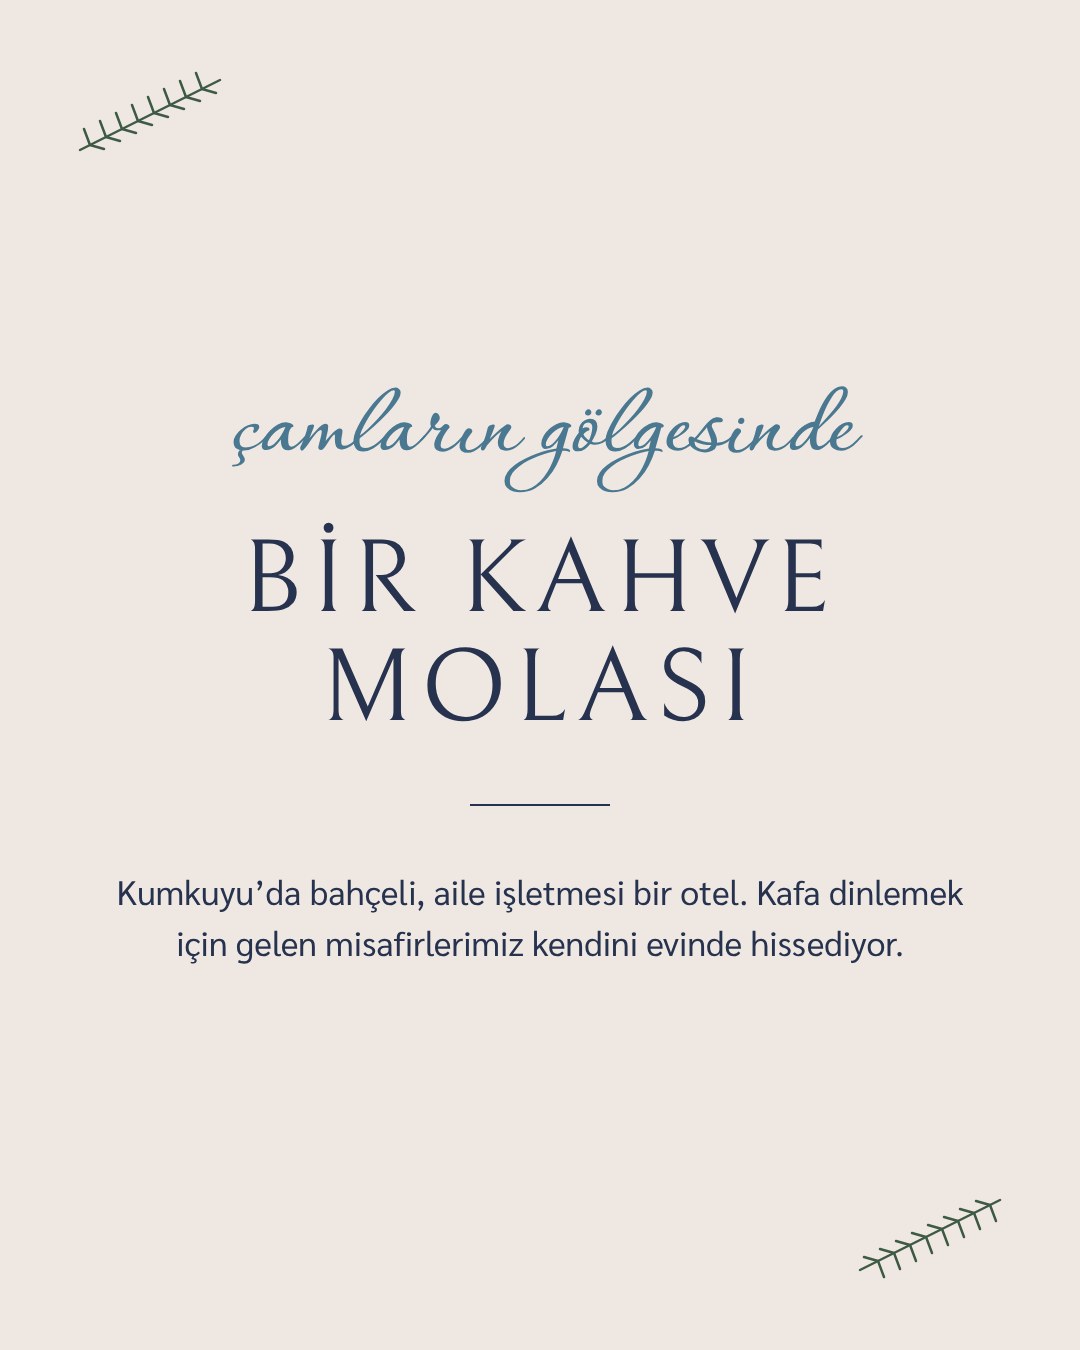 çamların gölgesinde
BİR KAHVE
MOLASI
Kumkuyu’da bahçeli, aile işletmesi bir otel. Kafa dinlemek
için gelen misafirlerimiz kendini evinde hissediyor.